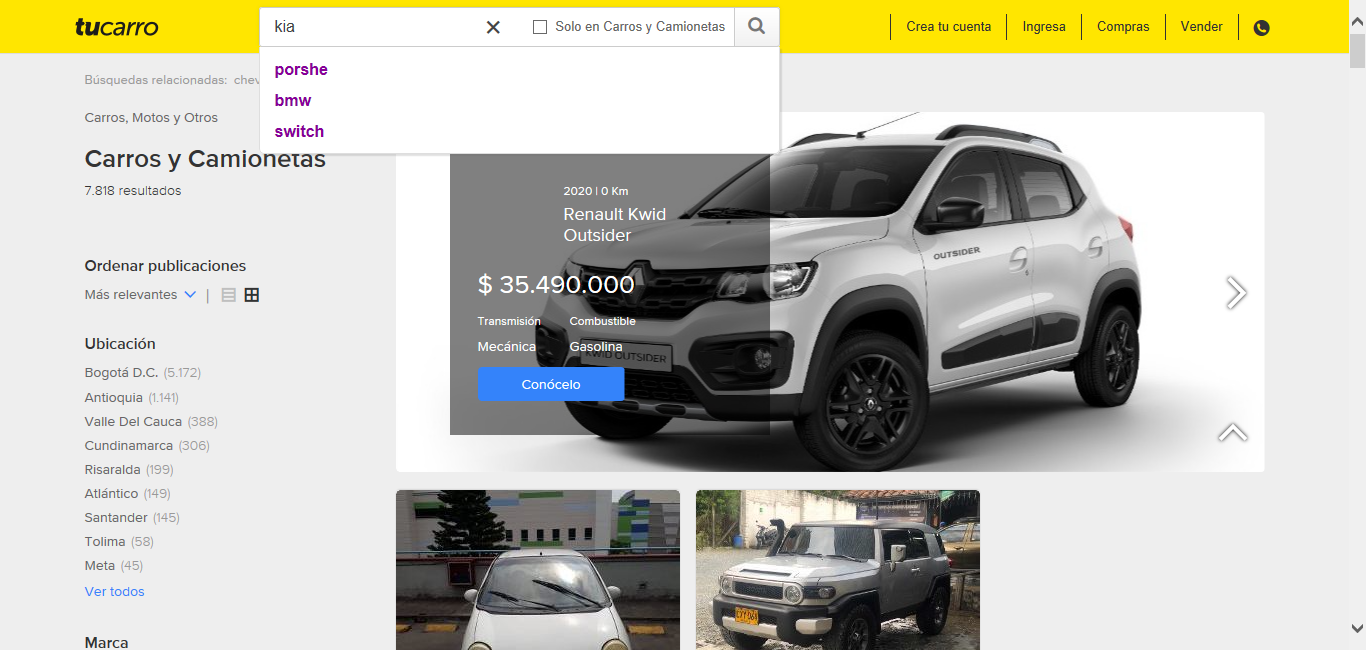 tucarro
kia
Solo en Carros y Camionetas
Crea tu cuenta
Ingresa
Compras
Vender
porshe
bmw
switch
Búsquedas relacionadas: chev
Carros, Motos y Otros
Carros y Camionetas
7.818 resultados
Ordenar publicaciones
Más relevantes
Ubicación
Bogotá D.C. (5.172)
Antioquia (1.141)
Valle Del Cauca (388)
Cundinamarca (306)
Risaralda (199)
Atlántico (149)
Santander (145)
Tolima (58)
Meta (45)
Ver todos
Marca
2020 | 0 Km
Renault Kwid
Outsider
$ 35.490.000
Transmisión Combustible
Mecánica Gasolina
Conócelo
KWID OUTSIDER
OUTSIDER